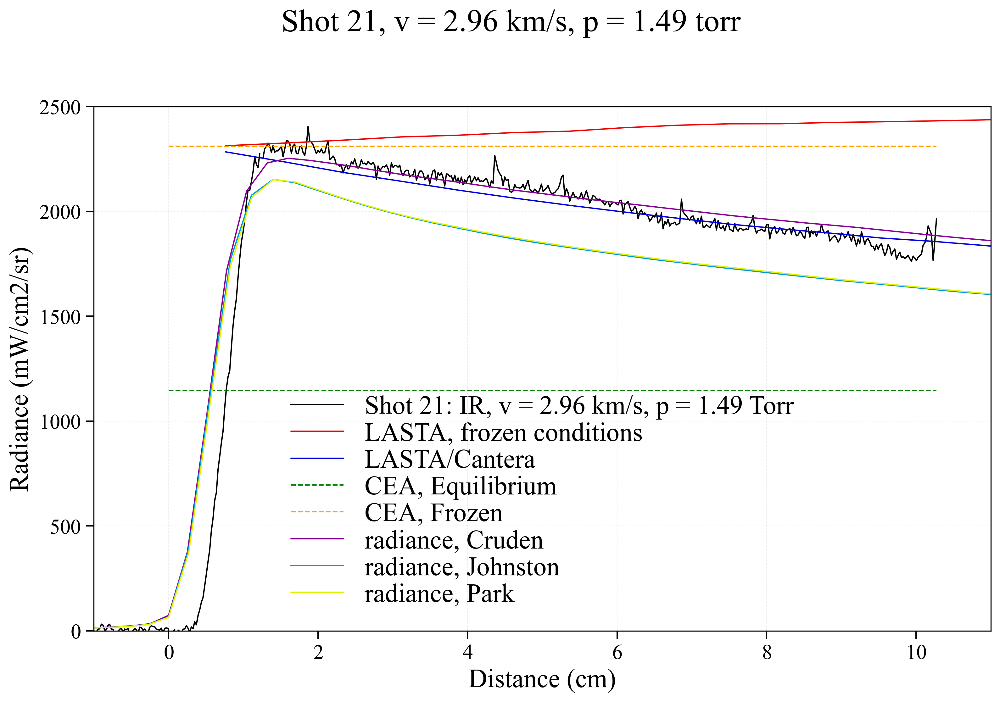 Shot 21, v = 2.96 km/s, p = 1.49 torr
2500
2000
1500
1000
500
0
Radiance (mW/cm2/sr)
Shot 21: IR, v = 2.96 km/s, p = 1.49 Torr
LASTA, frozen conditions
LASTA/Cantera
CEA, Equilibrium
CEA, Frozen
radiance, Cruden
radiance, Johnston
radiance, Park
0 2 4 6 8 10
Distance (cm)